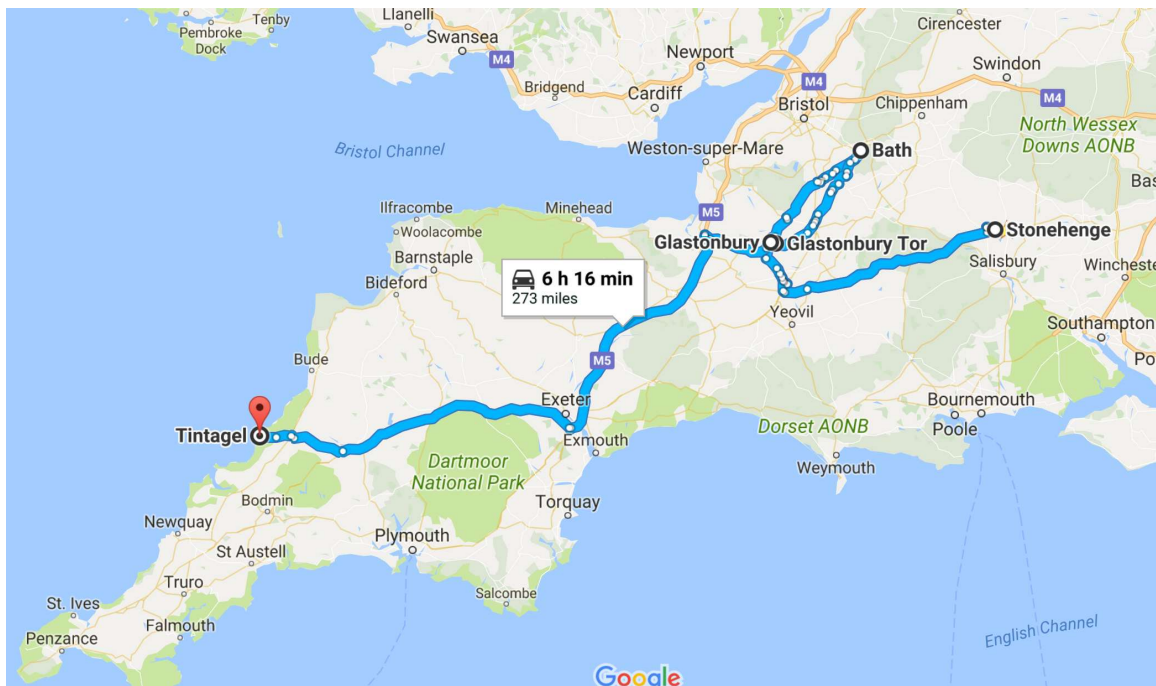 Llanelli
Cirencester
Pembroke
Dock
Tenby
Swansea
M4
Newport
Swindon
Bridgend
Cardiff
M4
Bristol
Chippenham
M4
Bristol Channel
Weston-super-Mare
Bath
North Wessex
Downs AONB
Bas
Ilfracombe
Minehead
M5
Woolacombe
Glastonbury
Glastonbury Tor
Stonehenge
Barnstaple
6 h 16 min
273 miles
Salisbury
Winchester
Bideford
Yeovil
Southampton
Bude
M5
Po
Exeter
Bournemouth
Tintagel
Exmouth
Dorset AONB
Poole
Dartmoor
National Park
Weymouth
Bodmin
Torquay
Newquay
Plymouth
St Austell
Truro
Salcombe
St. Ives
Falmouth
English Channel
Penzance
Google